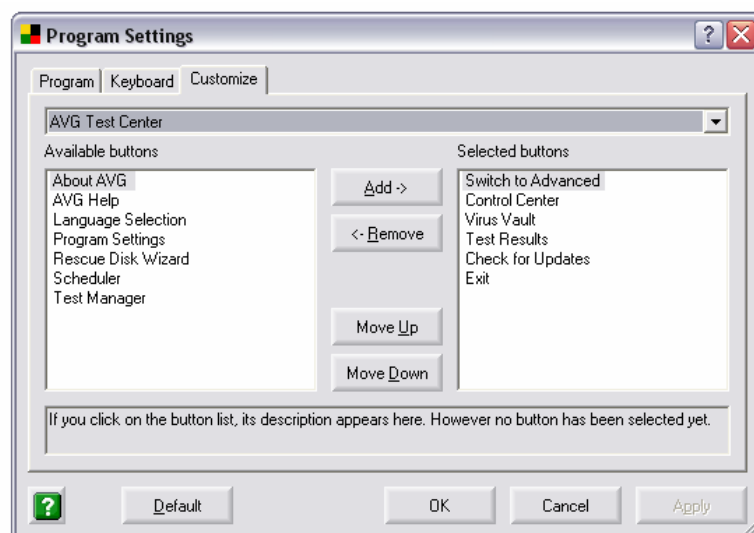 Program Settings
Program
Keyboard
Customize
AVG Test Center
Available buttons
About AVG
AVG Help
Language Selection
Program Settings
Rescue Disk Wizard
Scheduler
Test Manager
Add ->
<- Remove
Move Up
Move Down
Selected buttons
Switch to Advanced
Control Center
Virus Vault
Test Results
Check for Updates
Exit
If you click on the button list, its description appears here. However no button has been selected yet.
Default
OK
Cancel
Apply